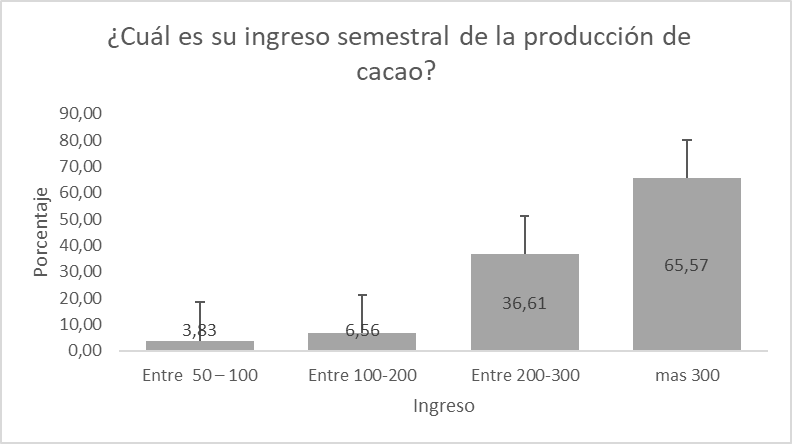 ¿Cuál es su ingreso semestral de la producción de
cacao?
90,00
80,00
70,00
60,00
50,00
40,00
30,00
20,00
10,00
0,00
Porcentaje
3,83
6,56
36,61
65,57
Entre 50 – 100
Entre 100-200
Entre 200-300
mas 300
Ingreso